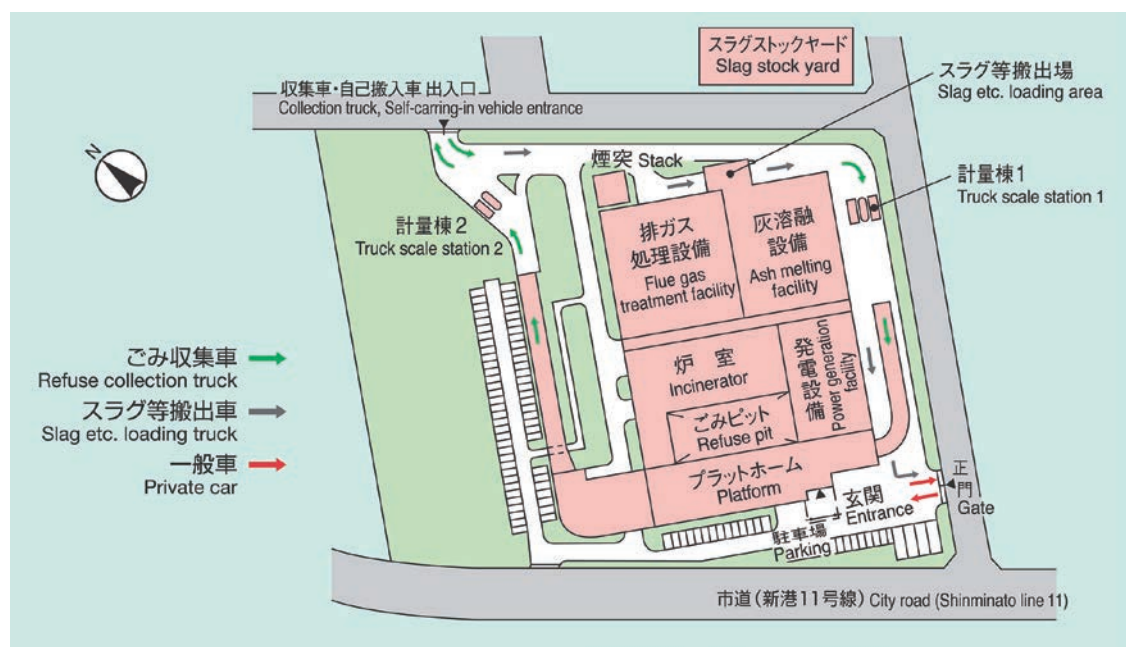 スラグストックヤード
Slag stock yard
スラグ等搬出場
Slag etc. loading area
収集車・自己搬入車 出入口
Collection truck, Self-carring-in vehicle entrance
N
煙突 Stack
計量棟1
Truck scale station 1
計量棟2
Truck scale station 2
排ガス
処理設備
Flue gas
treatment facility
灰溶融
設備
Ash melting
facility
炉 室
Incinerator
発電設備
Power generation
facility
ごみピット
Refuse pit
プラットホーム
Platform
ごみ収集車
Refuse collection truck
スラグ等搬出車
Slag etc. loading truck
一般車
Private car
玄関
Entrance
正門
Gate
駐車場
Parking
市道(新港11号線) City road (Shinminato line 11)